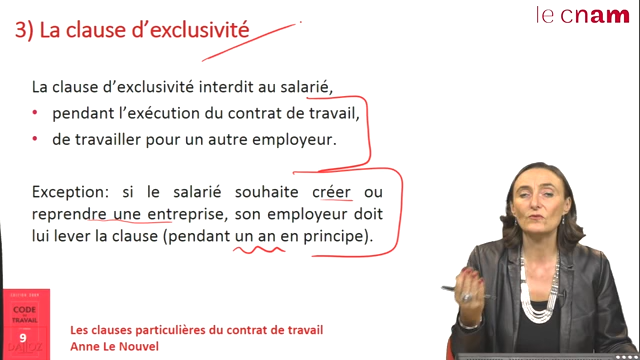 le cnam
3) La clause d’exclusivité
La clause d’exclusivité interdit au salarié,
• pendant l’exécution du contrat de travail,
• de travailler pour un autre employeur.
Exception: si le salarié souhaite créer ou
reprendre une entreprise, son employeur doit
lui lever la clause (pendant un an en principe).
CODE
TRAVAIL
9
Les clauses particulières du contrat de travail
Anne Le Nouvel